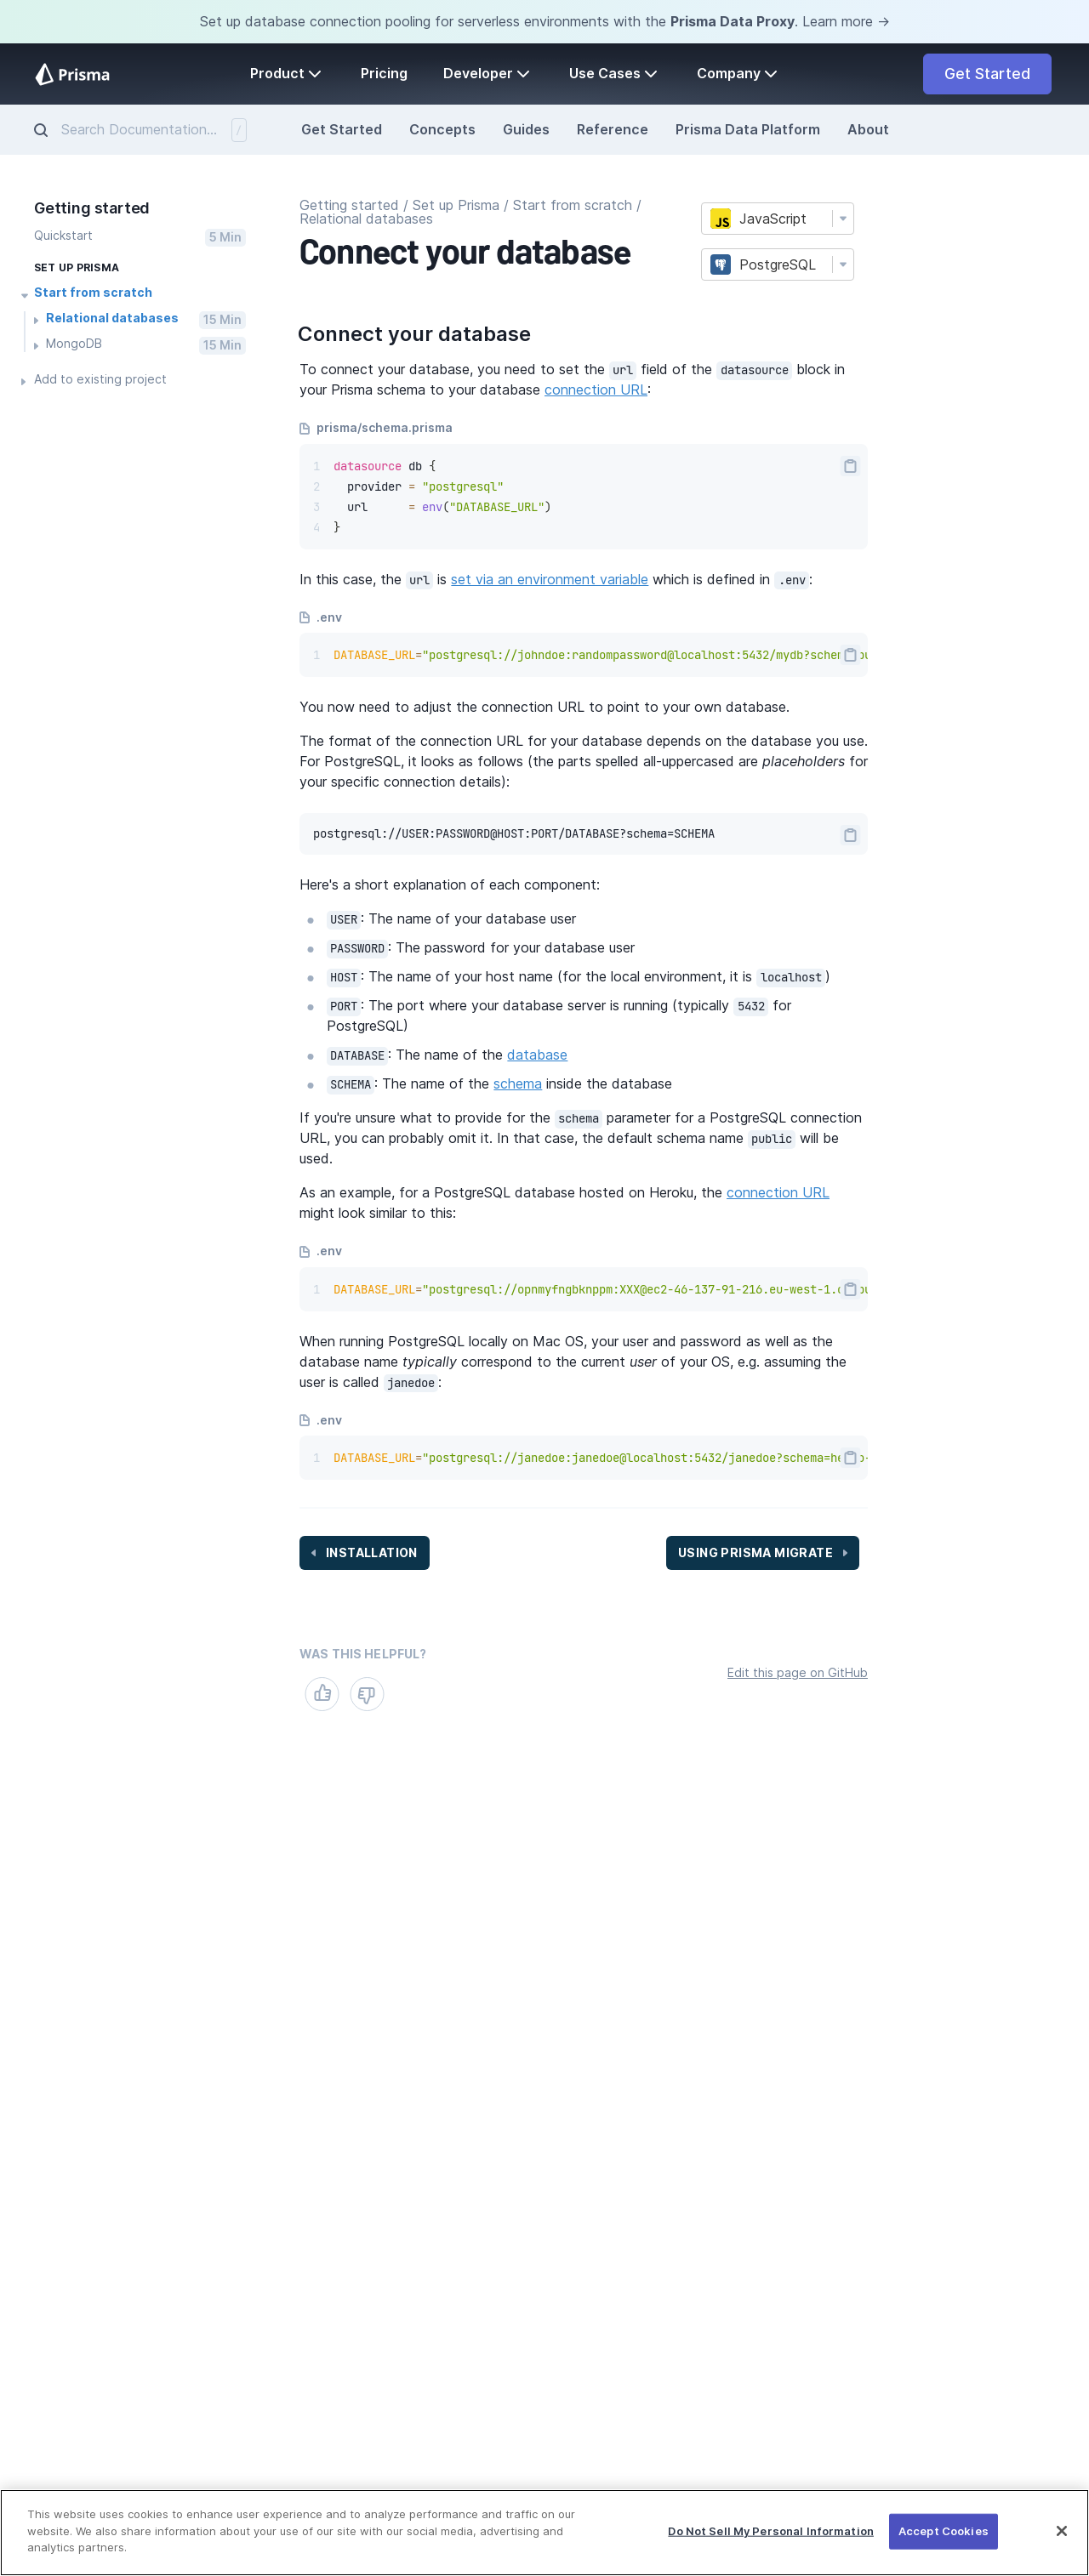 Set up database connection pooling for serverless environments with the Prisma Data Proxy. Learn more →
Prisma
Product
Pricing
Developer
Use Cases
Company
Get Started
Search Documentation...
/
Get Started
Concepts
Guides
Reference
Prisma Data Platform
About
Getting started
Quickstart
5 Min
SET UP PRISMA
Start from scratch
Relational databases
15 Min
MongoDB
15 Min
Add to existing project
Getting started / Set up Prisma / Start from scratch /
Relational databases
Connect your database
JS
JavaScript
PostgreSQL
Connect your database
To connect your database, you need to set the url field of the datasource block in
your Prisma schema to your database connection URL:
prisma/schema.prisma
1 datasource db {
2   provider = "postgresql"
3   url      = env("DATABASE_URL")
4 }
In this case, the url is set via an environment variable which is defined in .env:
.env
1 DATABASE_URL="postgresql://johndoe:randompassword@localhost:5432/mydb?schem
You now need to adjust the connection URL to point to your own database.
The format of the connection URL for your database depends on the database you use.
For PostgreSQL, it looks as follows (the parts spelled all-uppercased are placeholders for
your specific connection details):
postgresql://USER:PASSWORD@HOST:PORT/DATABASE?schema=SCHEMA
Here's a short explanation of each component:
USER: The name of your database user
PASSWORD: The password for your database user
HOST: The name of your host name (for the local environment, it is localhost)
PORT: The port where your database server is running (typically 5432 for
PostgreSQL)
DATABASE: The name of the database
SCHEMA: The name of the schema inside the database
If you're unsure what to provide for the schema parameter for a PostgreSQL connection
URL, you can probably omit it. In that case, the default schema name public will be
used.
As an example, for a PostgreSQL database hosted on Heroku, the connection URL
might look similar to this:
.env
1 DATABASE_URL="postgresql://opnmyfngbknppm:XXX@ec2-46-137-91-216.eu-west-1.
When running PostgreSQL locally on Mac OS, your user and password as well as the
database name typically correspond to the current user of your OS, e.g. assuming the
user is called janedoe:
.env
1 DATABASE_URL="postgresql://janedoe:janedoe@localhost:5432/janedoe?schema=he
INSTALLATION
USING PRISMA MIGRATE
WAS THIS HELPFUL?
Edit this page on GitHub
This website uses cookies to enhance user experience and to analyze performance and traffic on our
website. We also share information about your use of our site with our social media, advertising and
analytics partners.
Do Not Sell My Personal Information
Accept Cookies